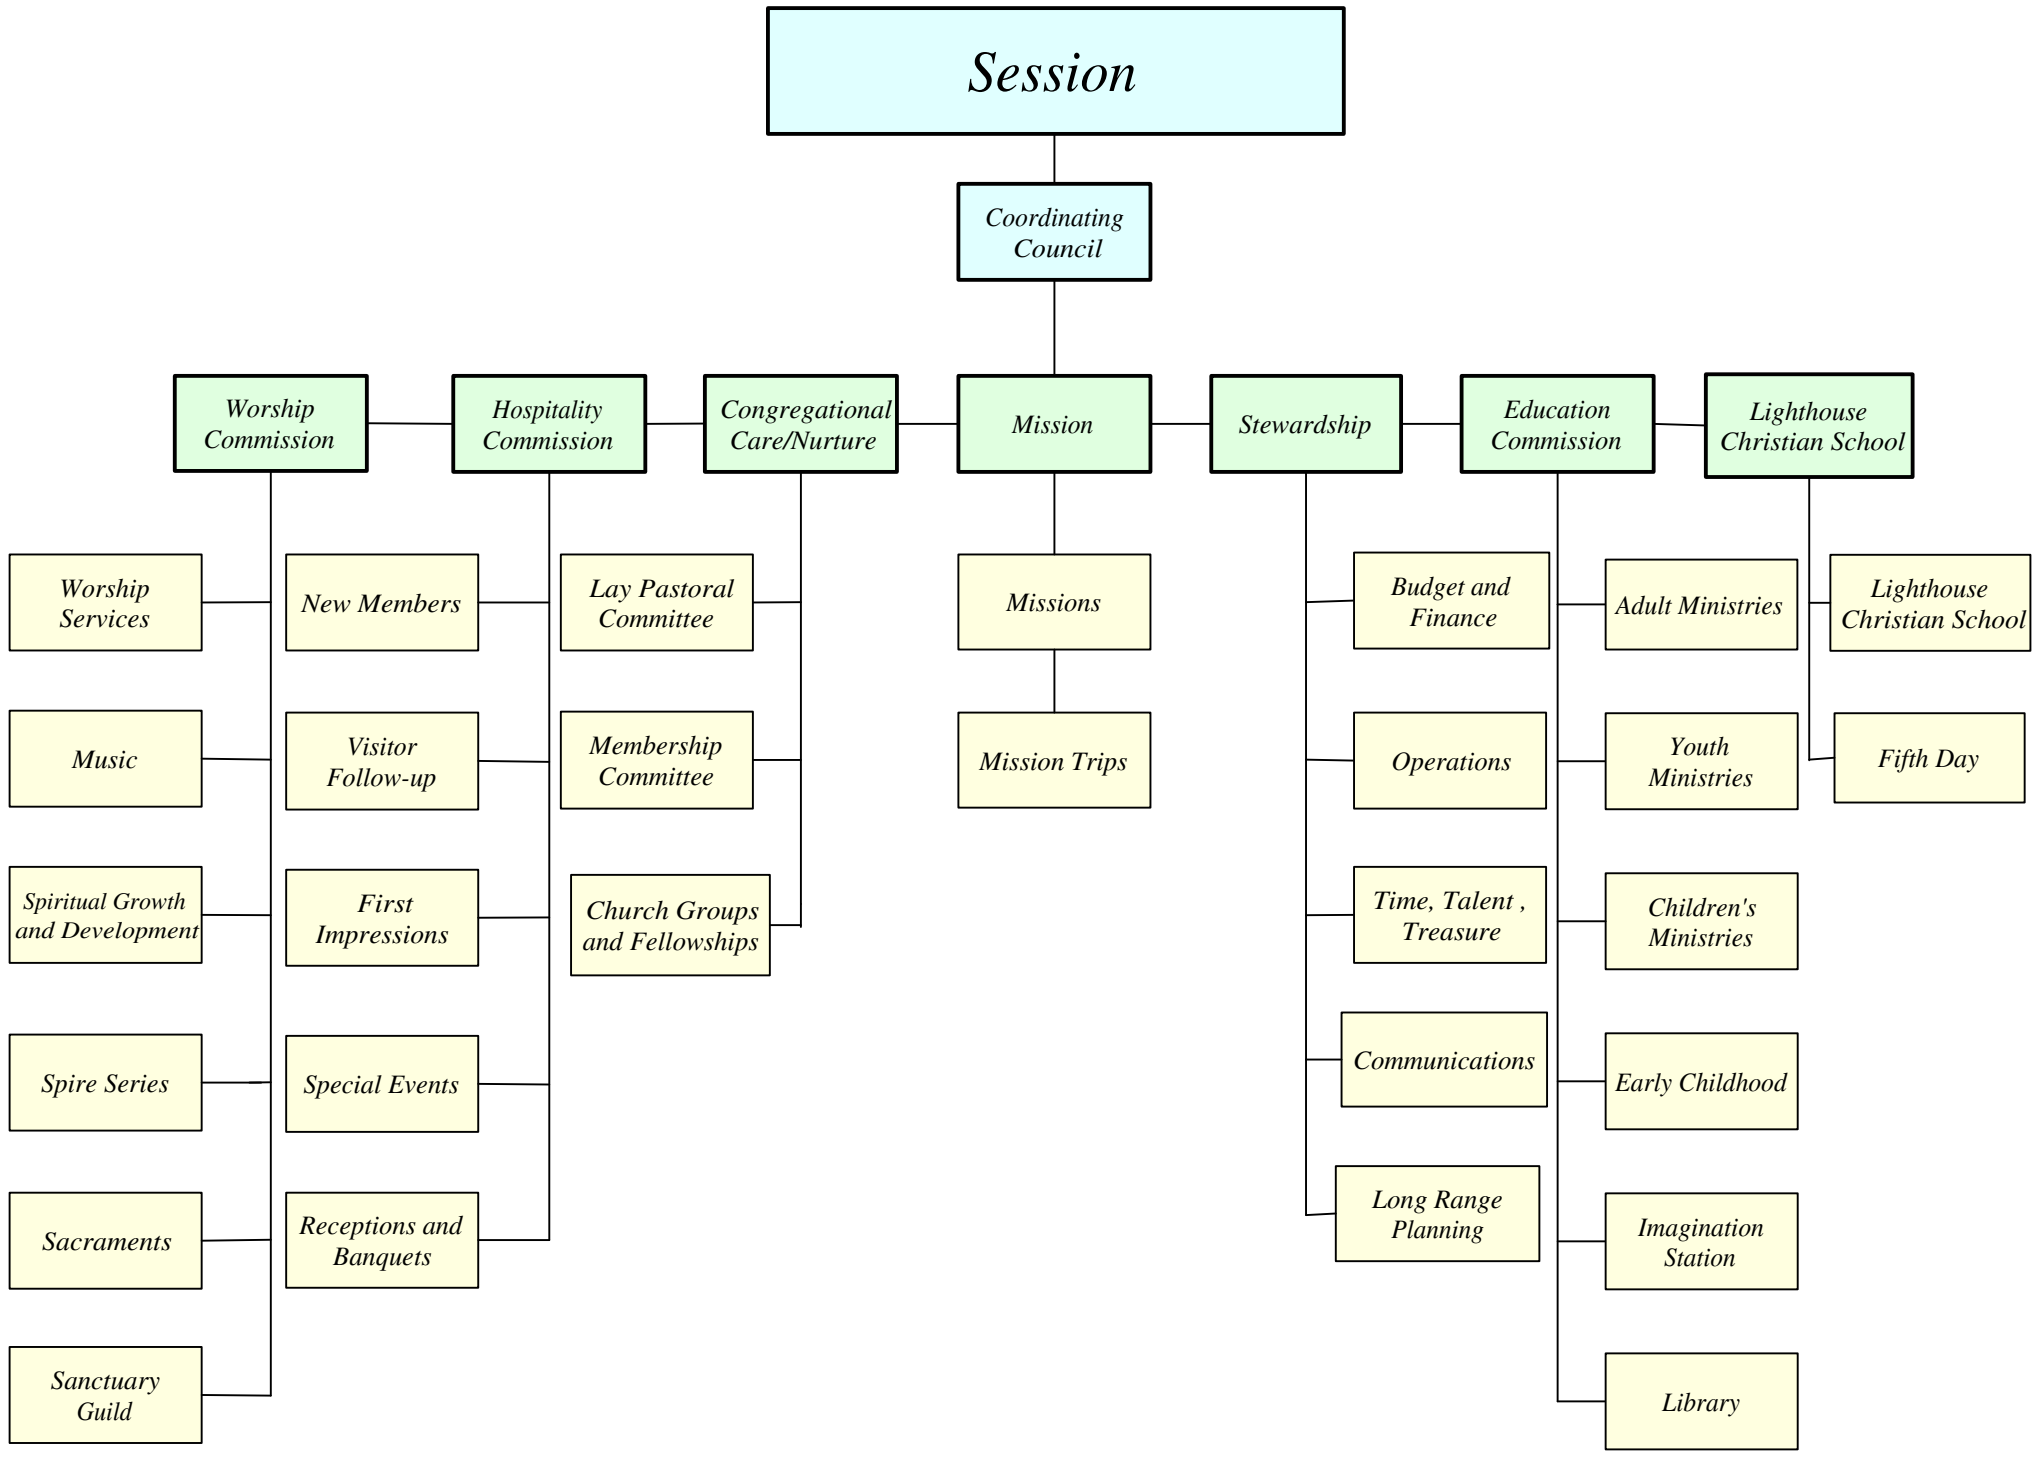 Session
Coordinating
Council
Worship
Commission
Hospitality
Commission
Congregational
Care/Nurture
Mission
Stewardship
Education
Commission
Lighthouse
Christian School
Worship
Services
Music
Spiritual Growth
and Development
Spire Series
Sacraments
Sanctuary
Guild
New Members
Visitor
Follow-up
First
Impressions
Special Events
Receptions and
Banquets
Lay Pastoral
Committee
Membership
Committee
Church Groups
and Fellowships
Missions
Mission Trips
Budget and
Finance
Operations
Time, Talent ,
Treasure
Communications
Long Range
Planning
Adult Ministries
Youth
Ministries
Children's
Ministries
Early Childhood
Imagination
Station
Library
Lighthouse
Christian School
Fifth Day